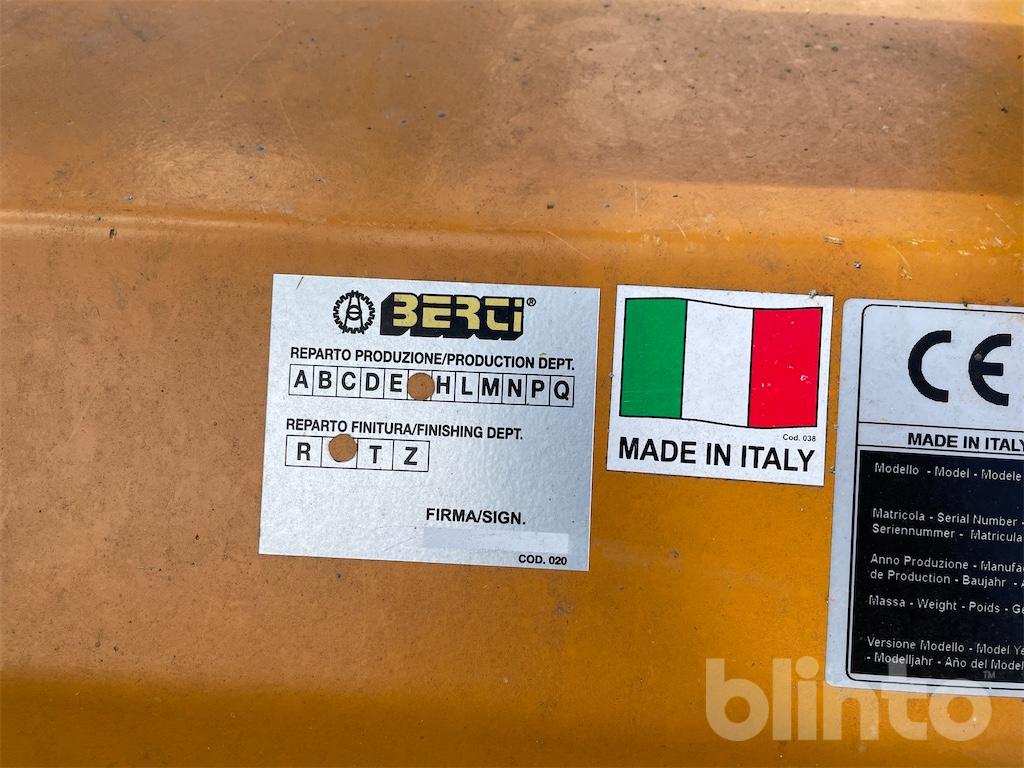 BERTI®
REPARTO PRODUZIONE/PRODUCTION DEPT.
A B C D E H L M N P Q
REPARTO FINITURA/FINISHING DEPT.
R T Z
FIRMA/SIGN.
COD. 020
Cod. 038
MADE IN ITALY
CE
MADE IN ITALY
Modello - Model - Modele
Matricola - Serial Number -
Seriennummer - Matricula
Anno Produzione - Manufac
de Production - Baujahr - A
Massa - Weight - Poids - Ge
Versione Modello - Model Ye
- Modelljahr - Año del Model
blinto™